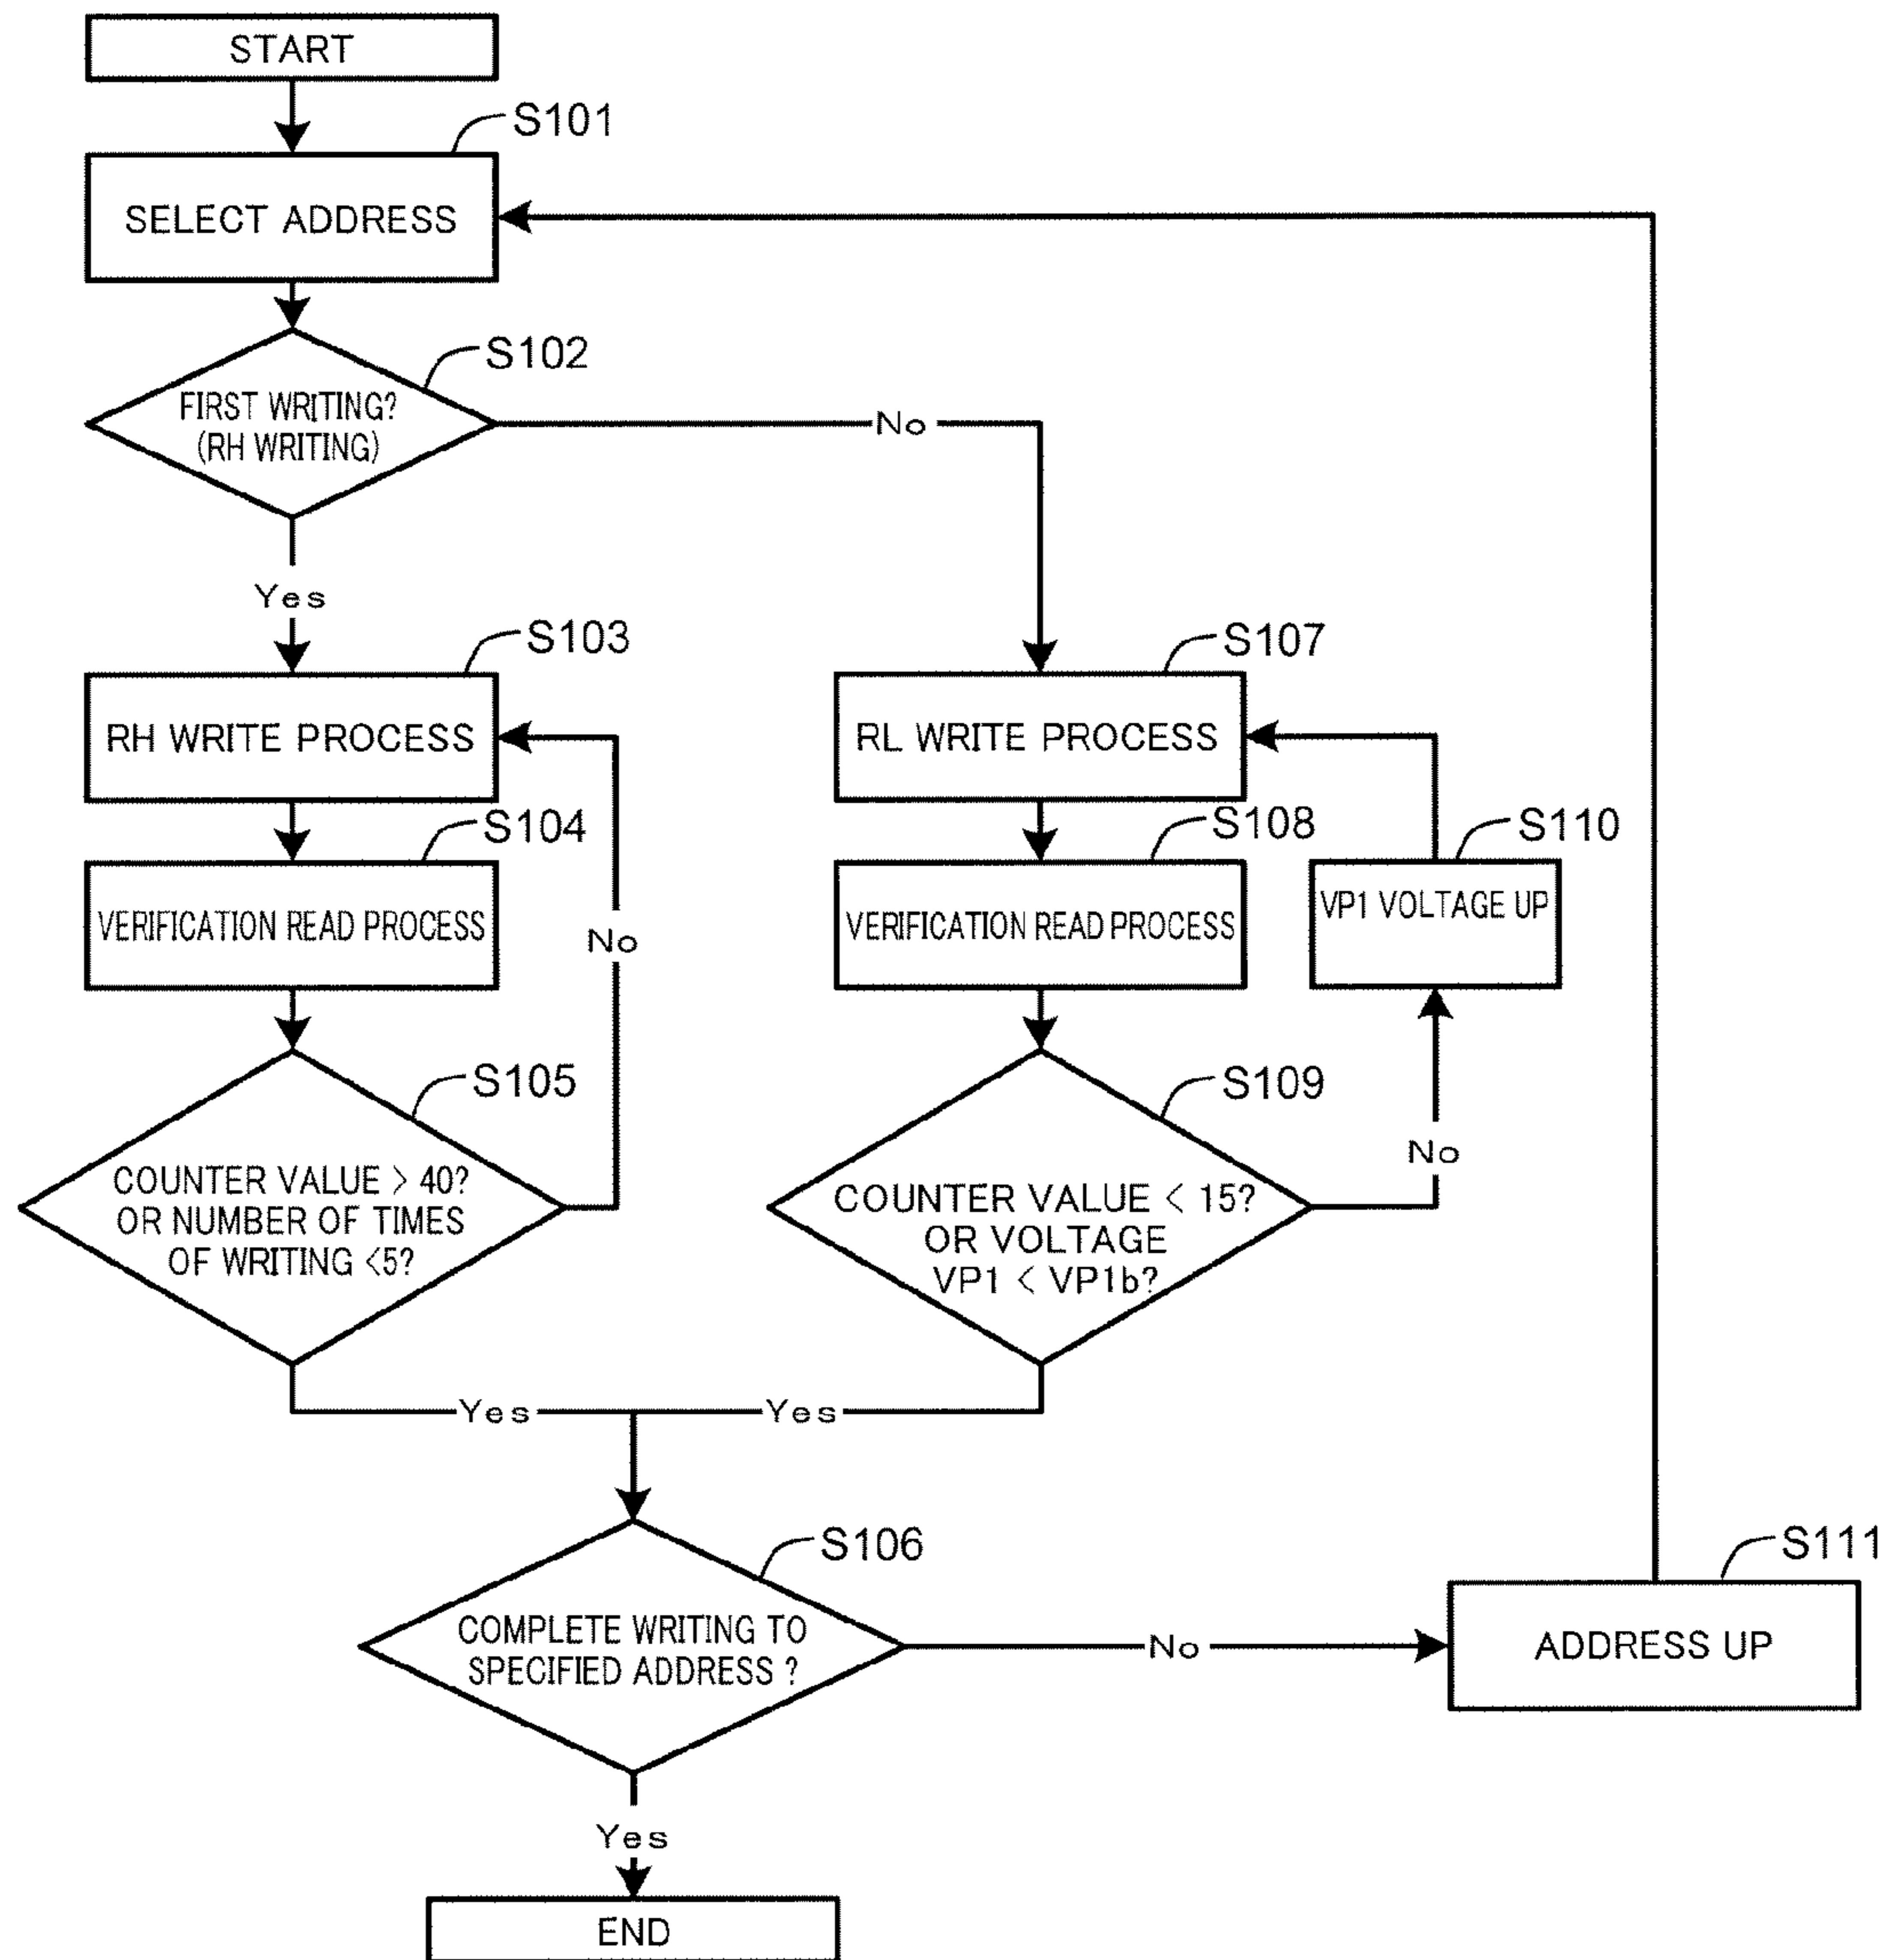 START
S101
SELECT ADDRESS
S102
FIRST WRITING?
(RH WRITING)
No
Yes
S103
RH WRITE PROCESS
S107
RL WRITE PROCESS
S104
VERIFICATION READ PROCESS
No
S108
VERIFICATION READ PROCESS
S110
VP1 VOLTAGE UP
S105
COUNTER VALUE > 40?
OR NUMBER OF TIMES
OF WRITING <5?
S109
COUNTER VALUE < 15?
OR VOLTAGE
VP1 < VP1b?
No
Yes
Yes
S106
COMPLETE WRITING TO
SPECIFIED ADDRESS ?
No
S111
ADDRESS UP
Yes
END